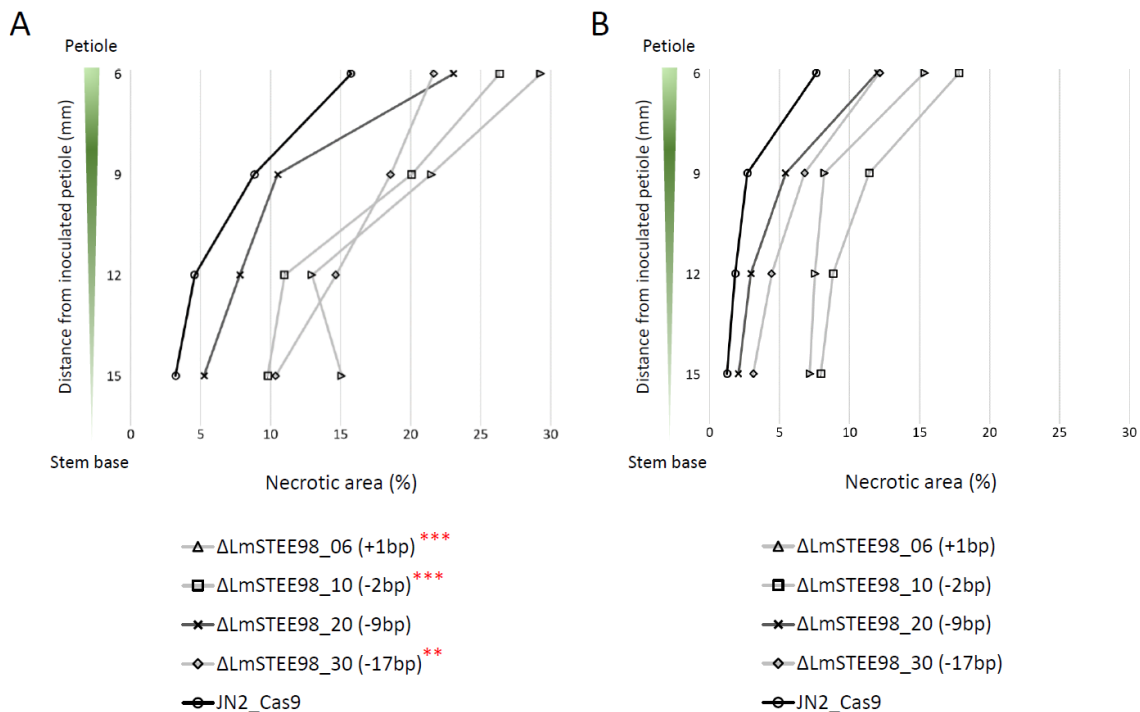 A
Petiole
Distance from inoculated petiole (mm)
6
9
12
15
0 5 10 15 20 25 30
Stem base
Necrotic area (%)
ΔLmSTEE98_06 (+1bp) ***
ΔLmSTEE98_10 (-2bp) ***
ΔLmSTEE98_20 (-9bp)
ΔLmSTEE98_30 (-17bp) **
JN2_Cas9
B
Petiole
Distance from inoculated petiole (mm)
6
9
12
15
0 5 10 15 20 25 30
Stem base
Necrotic area (%)
ΔLmSTEE98_06 (+1bp)
ΔLmSTEE98_10 (-2bp)
ΔLmSTEE98_20 (-9bp)
ΔLmSTEE98_30 (-17bp)
JN2_Cas9